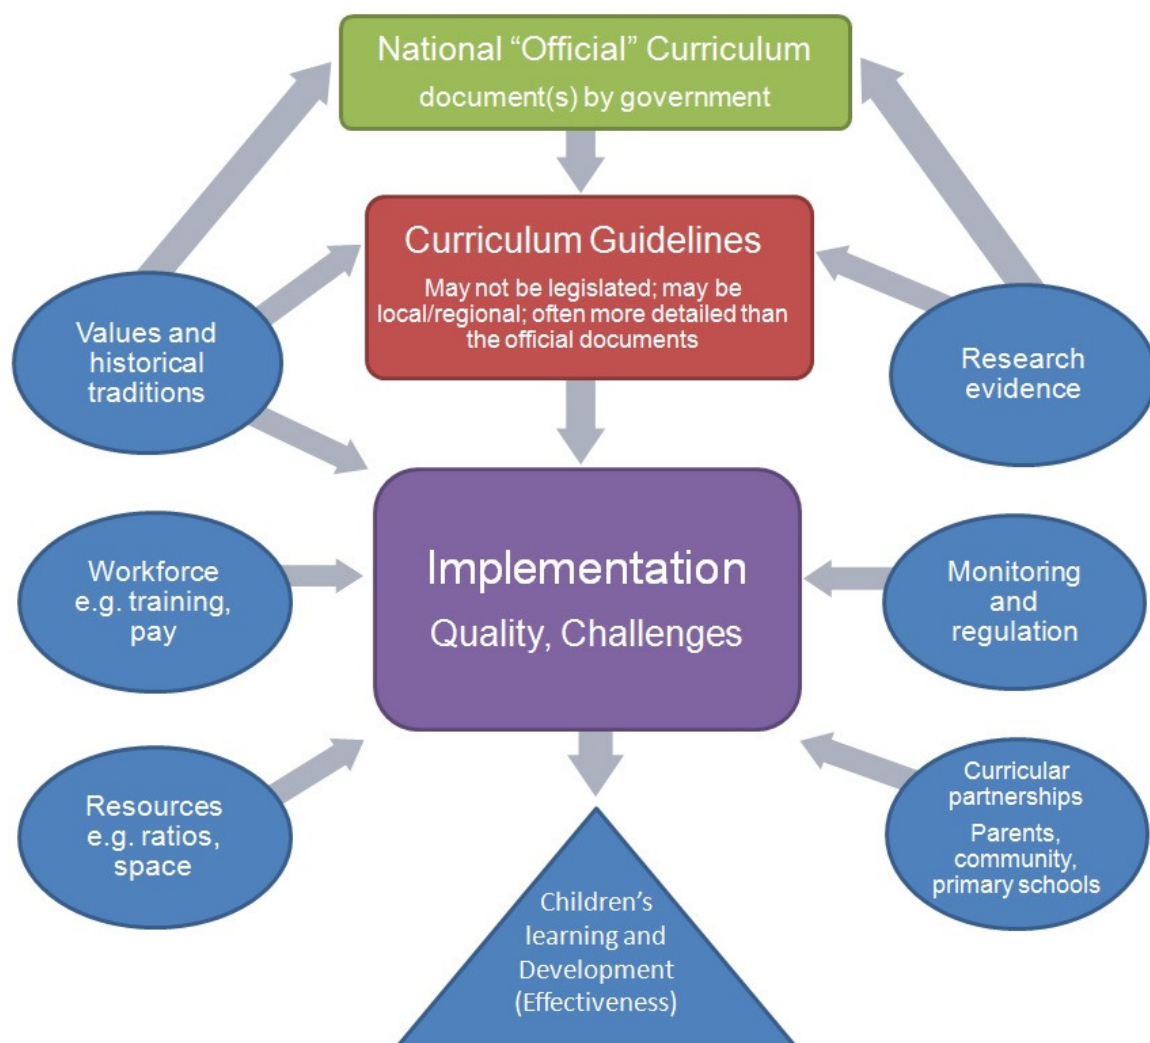 National “Official” Curriculum
document(s) by government
Curriculum Guidelines
May not be legislated; may be
local/regional; often more detailed than
the official documents
Values and
historical
traditions
Research
evidence
Implementation
Quality, Challenges
Workforce
e.g. training,
pay
Monitoring
and
regulation
Resources
e.g. ratios,
space
Curricular
partnerships
Parents,
community,
primary schools
Children’s
learning and
Development
(Effectiveness)